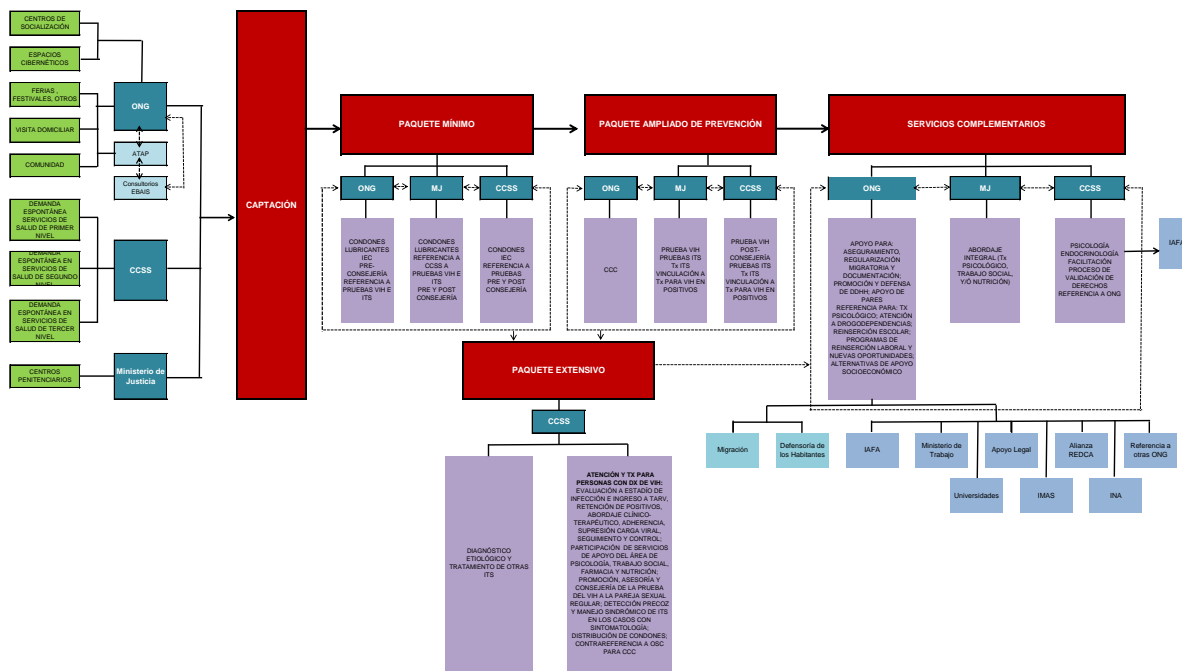 CENTROS DE
SOCIALIZACIÓN
ESPACIOS
CIBERNÉTICOS
FERIAS ,
FESTIVALES, OTROS
VISITA DOMICILIAR
COMUNIDAD
DEMANDA
ESPONTÁNEA
SERVICIOS DE
SALUD DE PRIMER
NIVEL
DEMANDA
ESPONTÁNEA EN
SERVICIOS DE
SALUD DE SEGUNDO
NIVEL
DEMANDA
ESPONTÁNEA EN
SERVICIOS DE
SALUD DE TERCER
NIVEL
CENTROS
PENITENCIARIOS
ONG
ATAP
Consultorios
EBAIS
CCSS
Ministerio de
Justicia
CAPTACIÓN
PAQUETE MÍNIMO
ONG
MJ
CCSS
CONDONES
LUBRICANTES
IEC
PRE-
CONSEJERÍA
REFERENCIA A
PRUEBAS VIH E
ITS
CONDONES
LUBRICANTES
REFERENCIA A
CCSS A
PRUEBAS VIH E
ITS
PRE Y POST
CONSEJERÍA
CONDONES
IEC
REFERENCIA A
PRUEBAS
PRE Y POST
CONSEJERÍA
PAQUETE AMPLIADO DE PREVENCIÓN
ONG
MJ
CCSS
CCC
PRUEBA VIH
PRUEBAS ITS
Tx ITS
VINCULACIÓN A
Tx PARA VIH EN
POSITIVOS
PRUEBA VIH
POST-
CONSEJERÍA
PRUEBAS ITS
Tx ITS
VINCULACIÓN A
Tx PARA VIH EN
POSITIVOS
SERVICIOS COMPLEMENTARIOS
ONG
MJ
CCSS
APOYO PARA:
ASEGURAMIENTO,
REGULARIZACIÓN
MIGRATORIA Y
DOCUMENTACIÓN;
PROMOCIÓN Y DEFENSA
DE DDHH; APOYO DE
PARES
REFERENCIA PARA: TX
PSICOLÓGICO; ATENCIÓN
A DROGODEPENDENCIAS;
REINSERCIÓN ESCOLAR;
PROGRAMAS DE
REINSERCIÓN LABORAL Y
NUEVAS OPORTUNIDADES;
ALTERNATIVAS DE APOYO
SOCIOECONÓMICO
ABORDAJE
INTEGRAL (Tx
PSICOLÓGICO,
TRABAJO SOCIAL,
Y/Ó NUTRICIÓN)
PSICOLOGÍA
ENDOCRINOLOGÍA
FACILITACIÓN
PROCESO DE
VALIDACIÓN DE
DERECHOS
REFERENCIA A ONG
IAFA
PAQUETE EXTENSIVO
CCSS
DIAGNÓSTICO
ETIOLÓGICO Y
TRATAMIENTO DE OTRAS
ITS
ATENCIÓN Y TX PARA
PERSONAS CON DX DE VIH:
EVALUACIÓN A ESTADÍO DE
INFECCIÓN E INGRESO A TARV,
RETENCIÓN DE POSITIVOS,
ABORDAJE CLÍNICO-
TERAPÉUTICO, ADHERENCIA,
SUPRESIÓN CARGA VIRAL,
SEGUIMIENTO Y CONTROL;
PARTICIPACIÓN DE SERVICIOS
DE APOYO DEL ÁREA DE
PSICOLOGÍA, TRABAJO SOCIAL,
FARMACIA Y NUTRICIÓN;
PROMOCIÓN, ASESORÍA Y
CONSEJERÍA DE LA PRUEBA
DEL VIH A LA PAREJA SEXUAL
REGULAR; DETECCIÓN PRECOZ
Y MANEJO SINDRÓMICO DE ITS
EN LOS CASOS CON
SINTOMATOLOGÍA;
DISTRIBUCIÓN DE CONDONES;
CONTRAREFERENCIA A OSC
PARA CCC
Migración
Defensoría de
los Habitantes
IAFA
Ministerio de
Trabajo
Apoyo Legal
Alianza
REDCA
Referencia a
otras ONG
Universidades
IMAS
INA